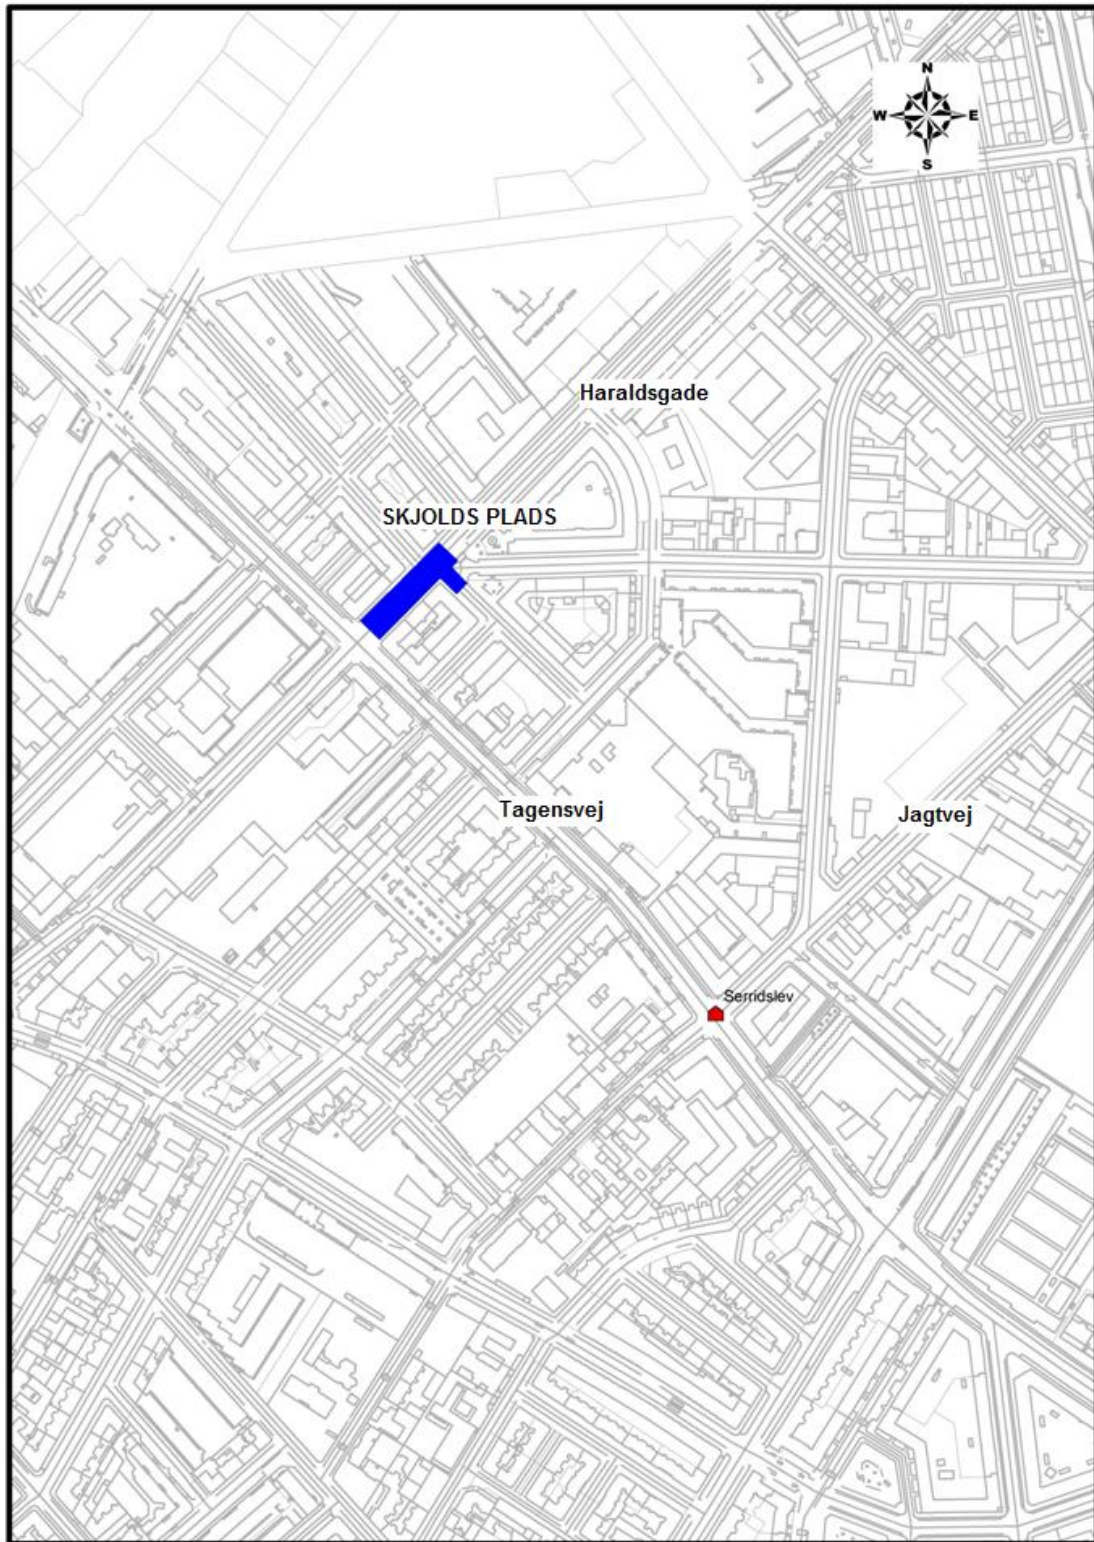 N
W E
S
Haraldsgade
SKJOLDS PLADS
Tagensvej
Jagtvej
Serridslev